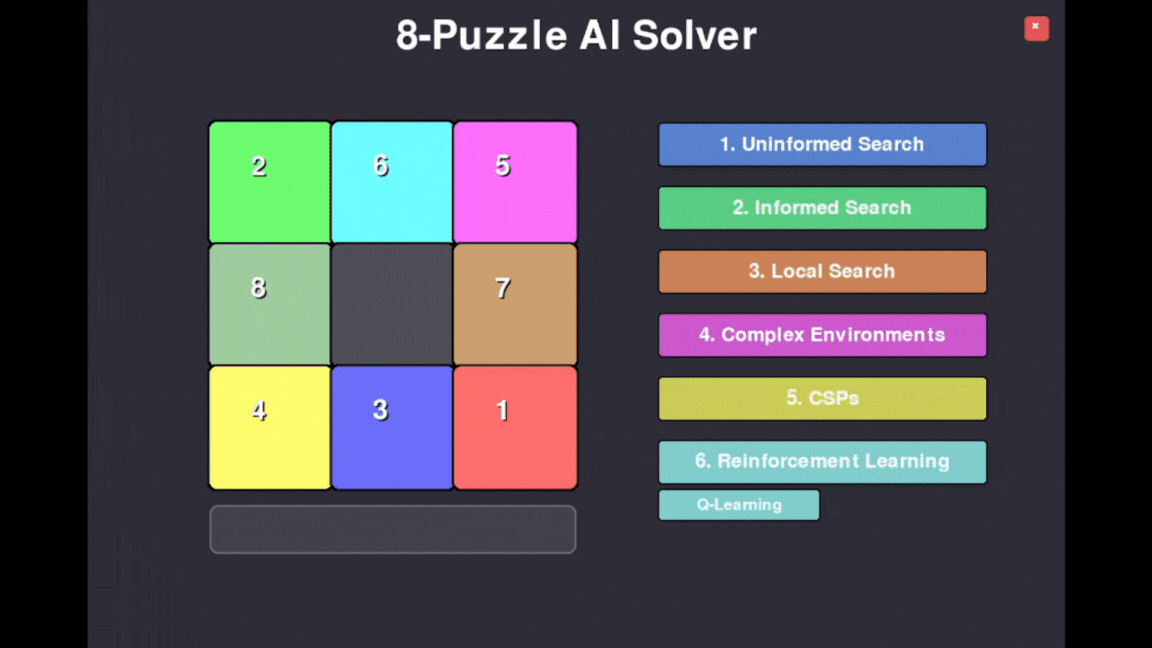 8-Puzzle AI Solver
×
2 6 5
8 7
4 3 1
1. Uninformed Search
2. Informed Search
3. Local Search
4. Complex Environments
5. CSPs
6. Reinforcement Learning
Q-Learning